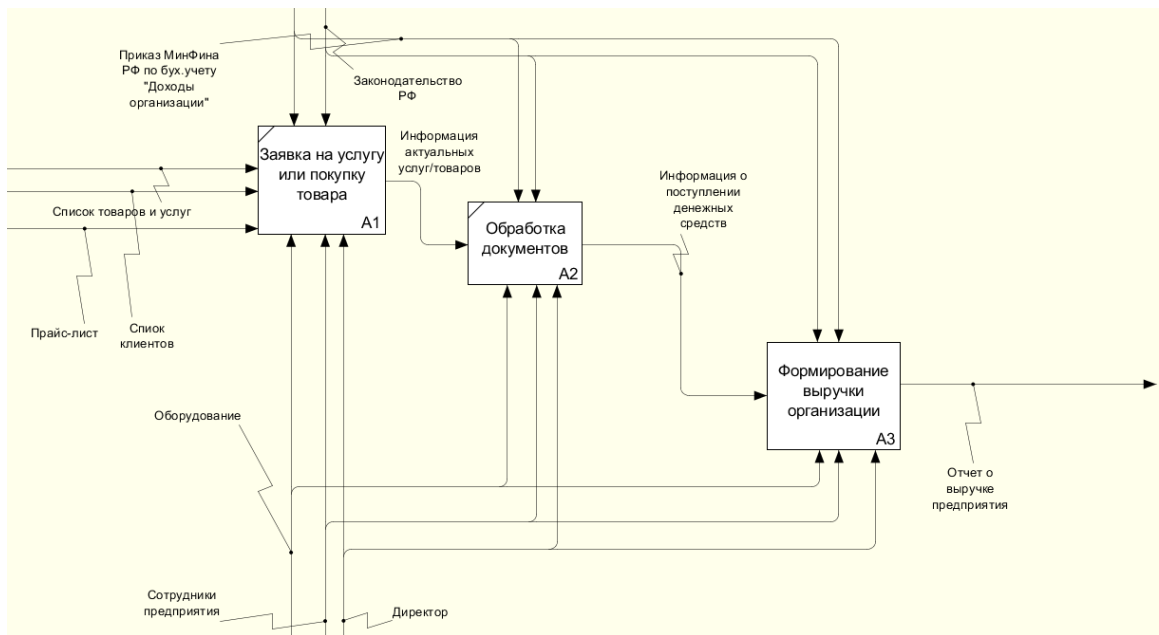 Приказ МинФина
РФ по бух.учету
"Доходы
организации"
Законодательство
РФ
Заявка на услугу
или покупку
товара
A1
Информация
актуальных
услуг/товаров
Список товаров и услуг
Прайс-лист
Спиок
клиентов
Обработка
документов
A2
Информация о
поступлении
денежных
средств
Формирование
выручки
организации
A3
Оборудование
Отчет о
выручке
предприятия
Сотрудники
предприятия
Директор